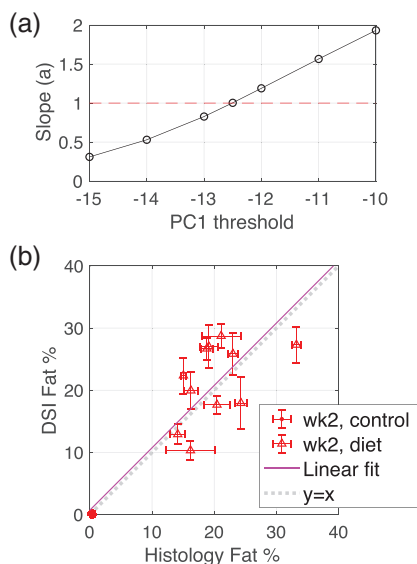 (a)
2
1.5
1
0.5
0
Slope (a)
-15 -14 -13 -12 -11 -10
PC1 threshold
(b)
40
30
20
10
0
DSI Fat %
wk2, control
wk2, diet
Linear fit
y=x
0 10 20 30 40
Histology Fat %